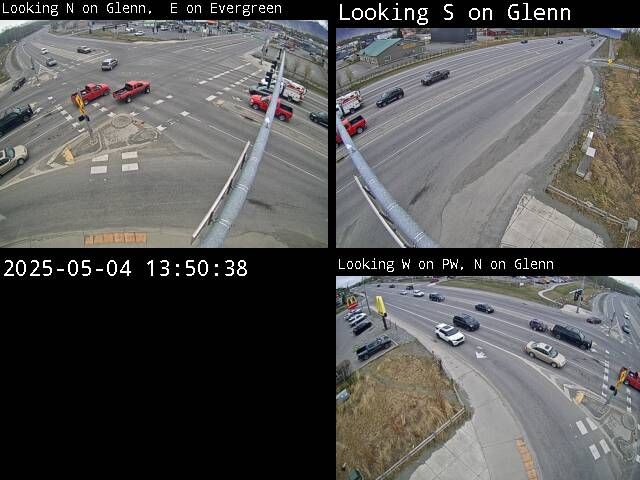 Looking N on Glenn,  E on Evergreen
Looking S on Glenn
2025-05-04 13:50:38
Looking W on PW, N on Glenn